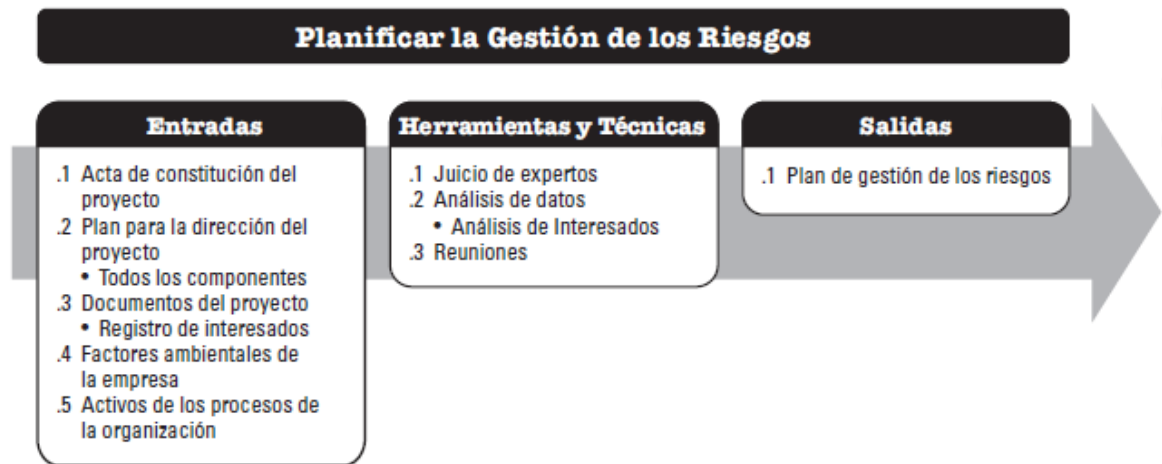 Planificar la Gestión de los Riesgos
Entradas
.1 Acta de constitución del
proyecto
.2 Plan para la dirección del
proyecto
• Todos los componentes
.3 Documentos del proyecto
• Registro de interesados
.4 Factores ambientales de
la empresa
.5 Activos de los procesos de
la organización
Herramientas y Técnicas
.1 Juicio de expertos
.2 Análisis de datos
• Análisis de Interesados
.3 Reuniones
Salidas
.1 Plan de gestión de los riesgos